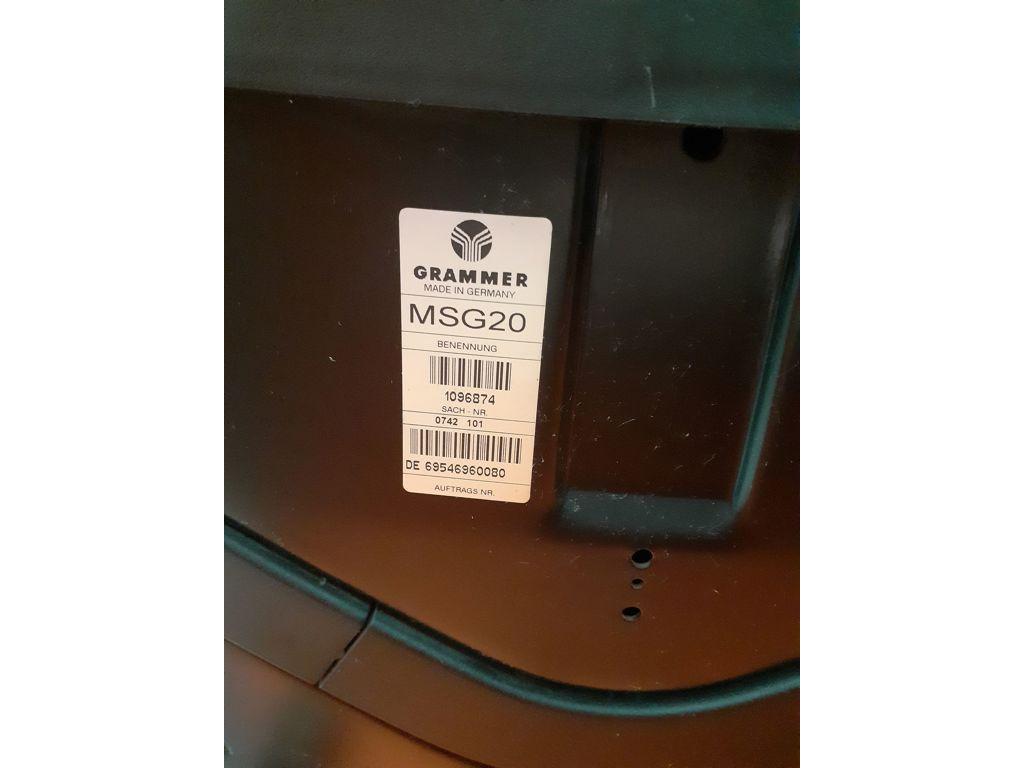 GRAMMER
MADE IN GERMANY
MSG20
BENENNUNG
1096874
SACH - NR.
0742 101
DE 69546960080
AUFTRAGS NR.